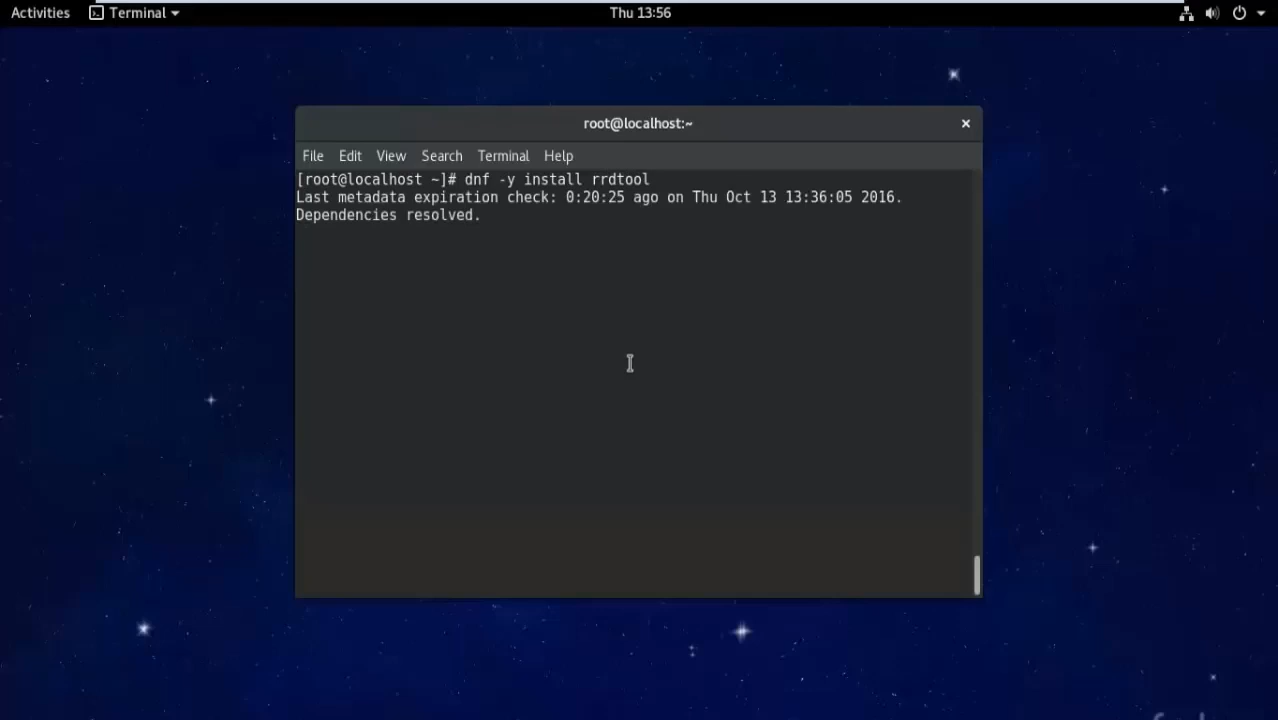 Activities Terminal Thu 13:56
root@localhost:~
File Edit View Search Terminal Help
[root@localhost ~]# dnf -y install rrdtool
Last metadata expiration check: 0:20:25 ago on Thu Oct 13 13:36:05 2016.
Dependencies resolved.